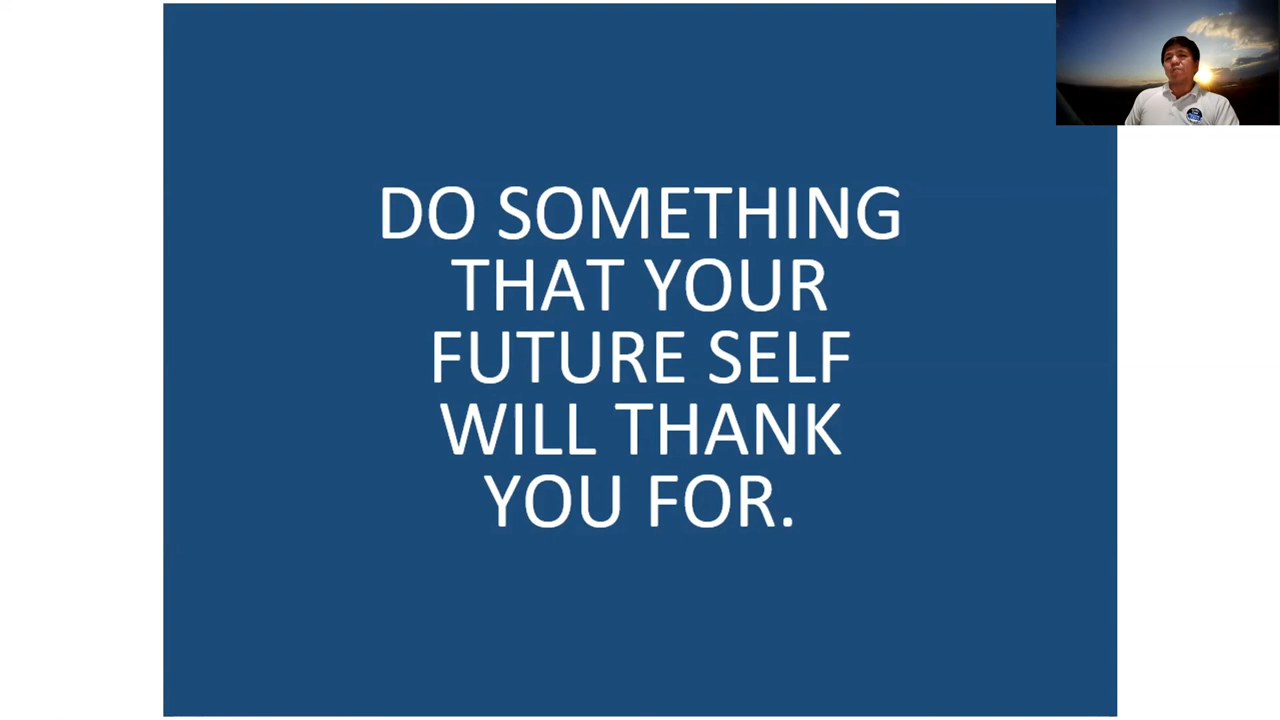 DO SOMETHING
THAT YOUR
FUTURE SELF
WILL THANK
YOU FOR.